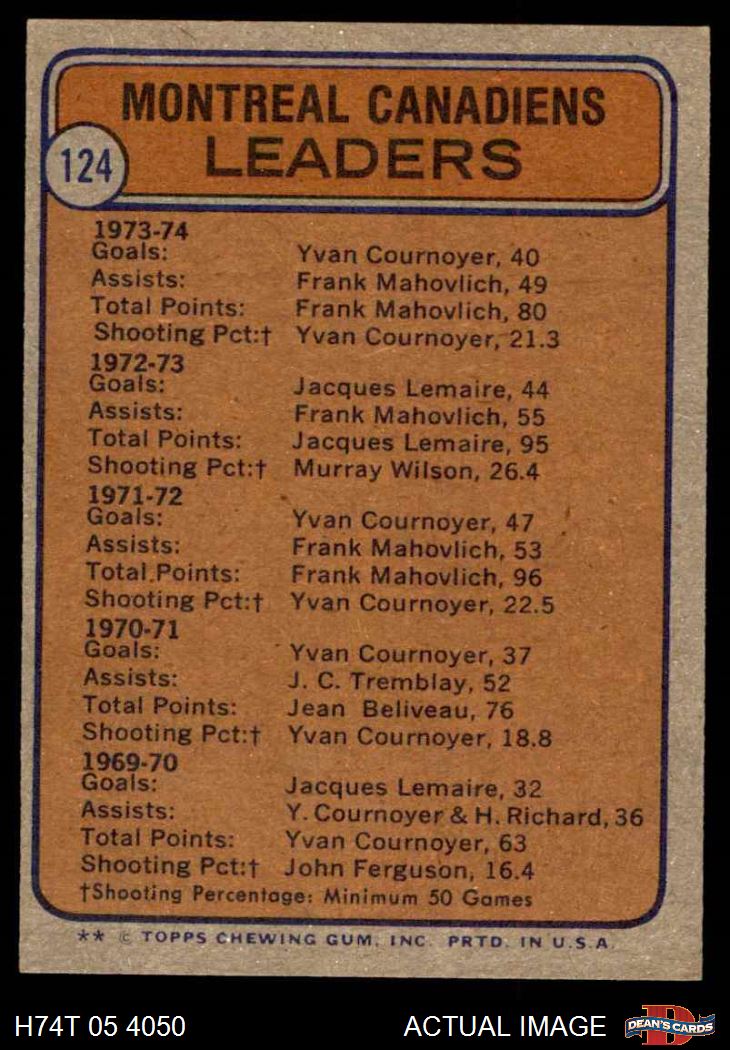 MONTREAL CANADIENS
LEADERS
124
1973-74
Goals: Yvan Cournoyer, 40
Assists: Frank Mahovlich, 49
Total Points: Frank Mahovlich, 80
Shooting Pct:† Yvan Cournoyer, 21.3
1972-73
Goals: Jacques Lemaire, 44
Assists: Frank Mahovlich, 55
Total Points: Jacques Lemaire, 95
Shooting Pct:† Murray Wilson, 26.4
1971-72
Goals: Yvan Cournoyer, 47
Assists: Frank Mahovlich, 53
Total Points: Frank Mahovlich, 96
Shooting Pct:† Yvan Cournoyer, 22.5
1970-71
Goals: Yvan Cournoyer, 37
Assists: J. C. Tremblay, 52
Total Points: Jean Beliveau, 76
Shooting Pct:† Yvan Cournoyer, 18.8
1969-70
Goals: Jacques Lemaire, 32
Assists: Y. Cournoyer & H. Richard, 36
Total Points: Yvan Cournoyer, 63
Shooting Pct:† John Ferguson, 16.4
†Shooting Percentage: Minimum 50 Games
** © TOPPS CHEWING GUM, INC. PRTD. IN U.S.A.
H74T 05 4050 ACTUAL IMAGE D DEAN'S CARDS